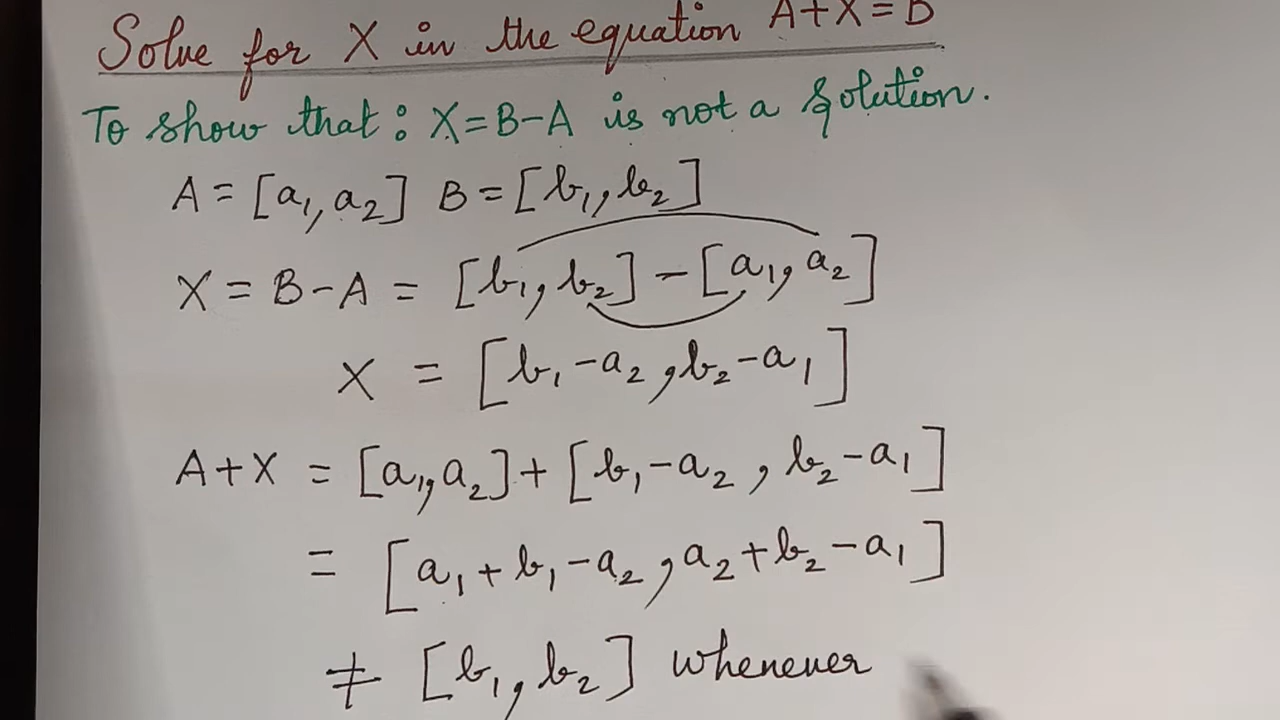 Solve for X in the equation A+X=B
To show that: X=B-A is not a solution.
A = [a₁, a₂] B = [b₁, b₂]
X = B-A = [b₁, b₂] - [a₁, a₂]
X = [b₁-a₂, b₂-a₁]
A+X = [a₁, a₂] + [b₁-a₂, b₂-a₁]
= [a₁+b₁-a₂, a₂+b₂-a₁]
≠ [b₁, b₂] whenever